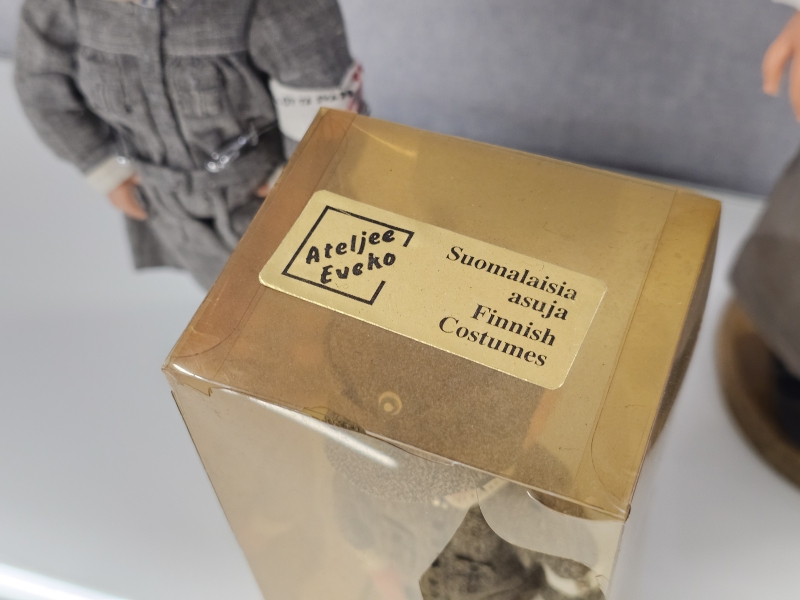 Ateljee
Eveko
Suomalaisia
asuja
Finnish
Costumes